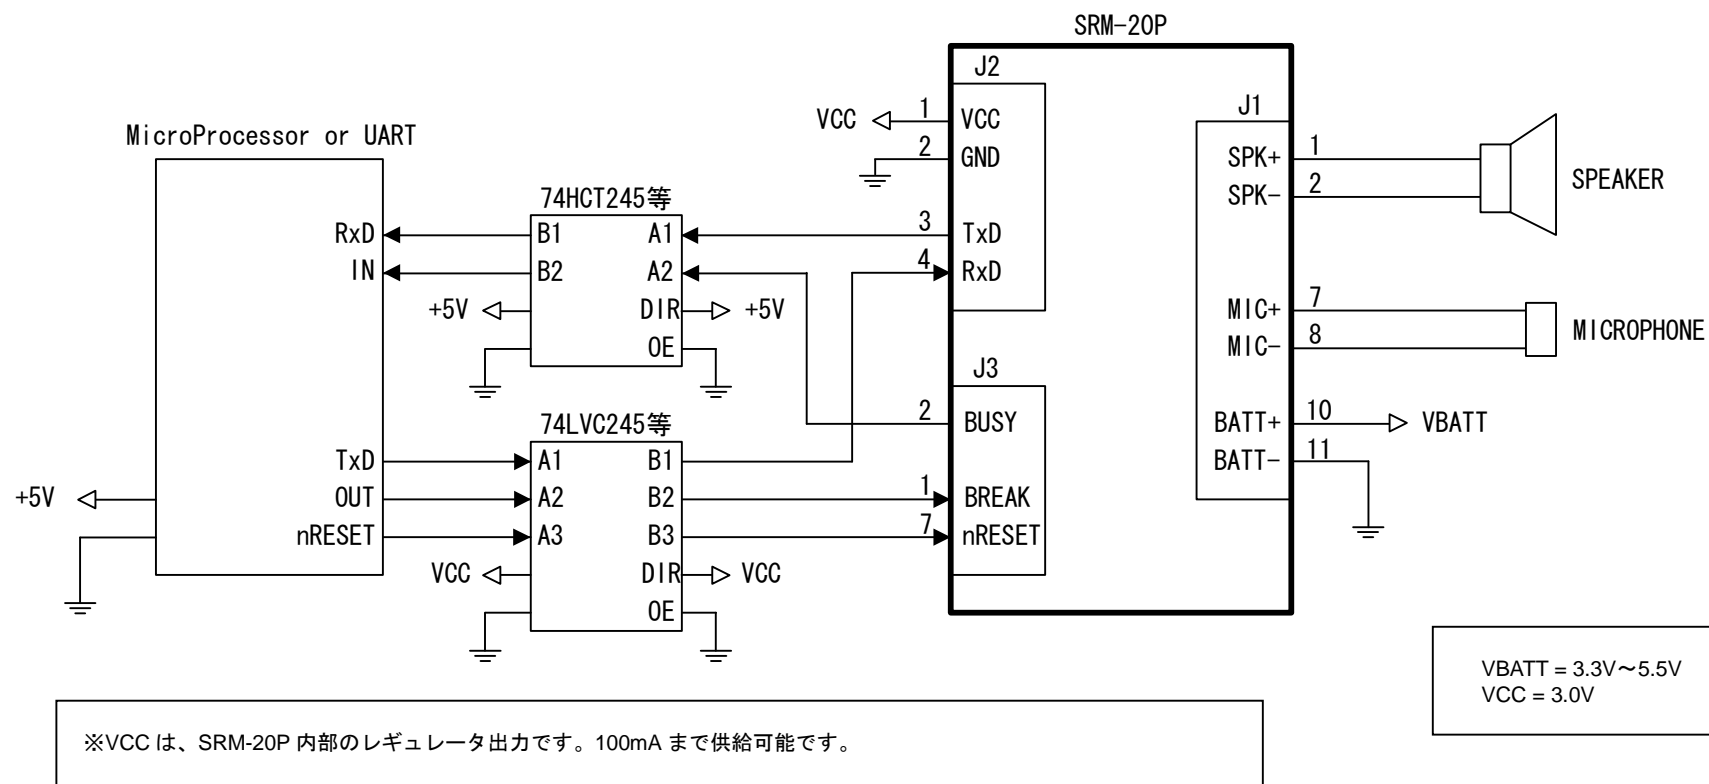 SRM-20P
J2
VCC
1
VCC
2
GND
3
TxD
4
RxD
J3
2
BUSY
1
BREAK
7
nRESET
J1
SPK+
1
SPK-
2
SPEAKER
MIC+
7
MIC-
8
MICROPHONE
BATT+
10
VBATT
BATT-
11
MicroProcessor or UART
RxD
IN
TxD
OUT
nRESET
+5V
74HCT245等
B1
A1
B2
A2
+5V
DIR
+5V
OE
74LVC245等
A1
B1
A2
B2
A3
B3
VCC
DIR
VCC
OE
VBATT = 3.3V～5.5V
VCC = 3.0V
※VCC は、SRM-20P 内部のレギュレータ出力です。100mA まで供給可能です。